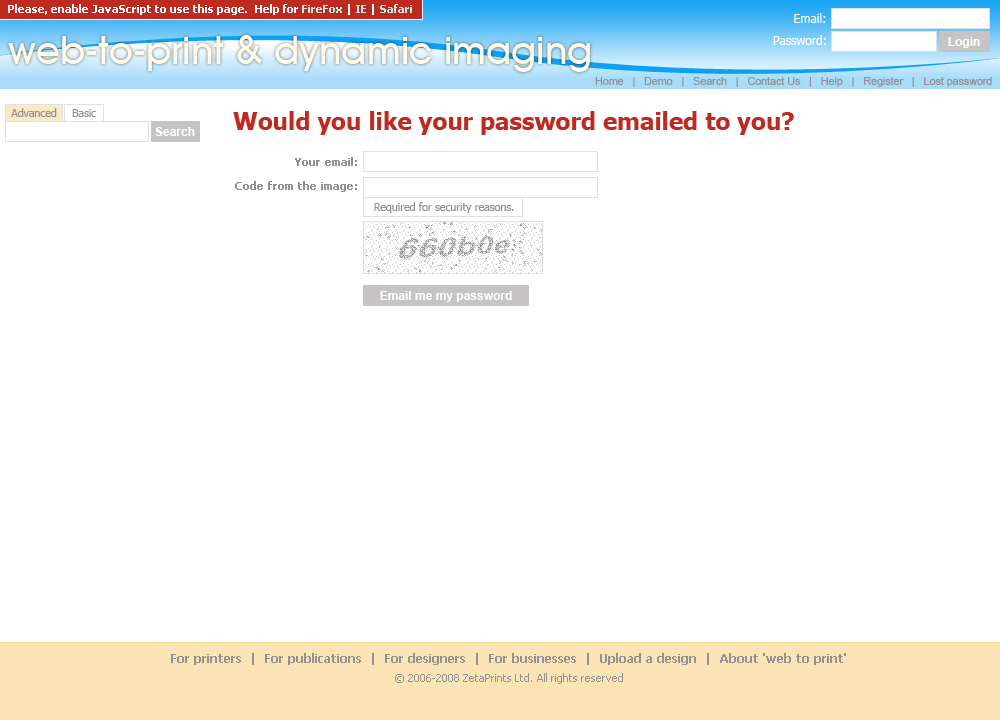 Please, enable JavaScript to use this page. Help for FireFox | IE | Safari
Email:
web-to-print & dynamic imaging
Password: Login
Home | Demo | Search | Contact Us | Help | Register | Lost password
Advanced Basic
Search
Would you like your password emailed to you?
Your email:
Code from the image:
Required for security reasons.
660b0e
Email me my password
For printers | For publications | For designers | For businesses | Upload a design | About 'web to print'
© 2006-2008 ZetaPrints Ltd. All rights reserved